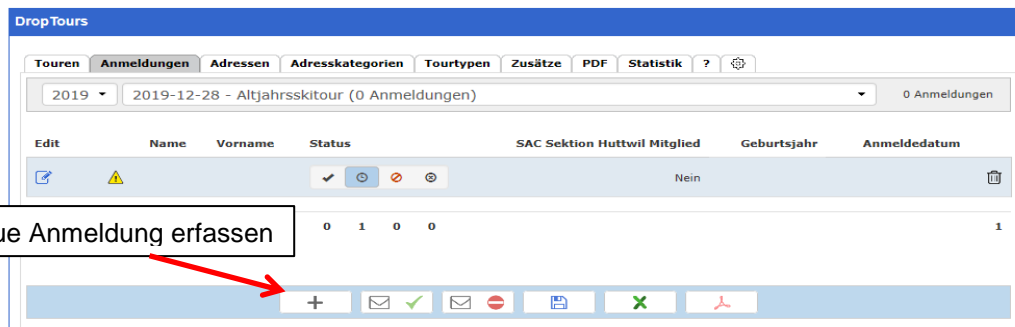 DropTours
Touren Anmeldungen Adressen Adresskategorien Tourtypen Zusätze PDF Statistik ?
2019 2019-12-28 - Altjahrsskitour (0 Anmeldungen) 0 Anmeldungen
Edit Name Vorname Status SAC Sektion Huttwil Mitglied Geburtsjahr Anmeldedatum
Nein
0 1 0 0 1
ue Anmeldung erfassen